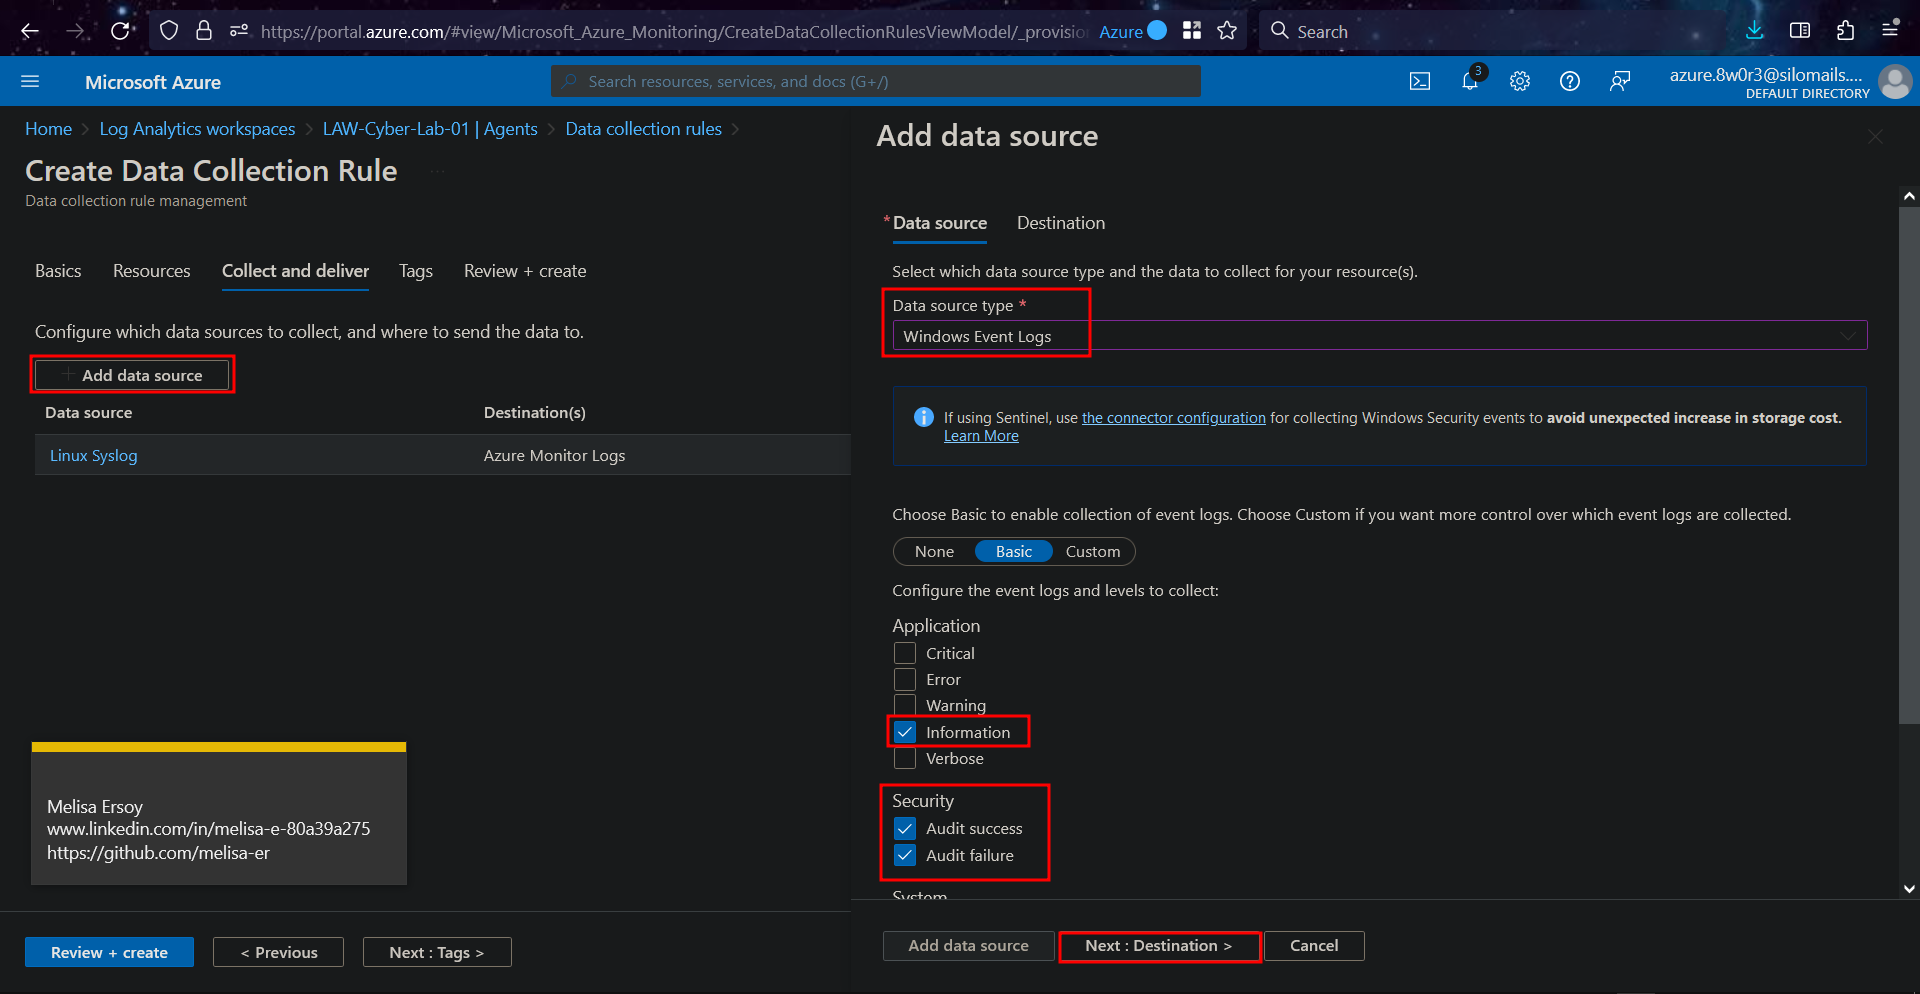 https://portal.azure.com/#view/Microsoft_Azure_Monitoring/CreateDataCollectionRulesViewModel/_provisio
Azure
Search
Microsoft Azure
Search resources, services, and docs (G+/)
3
azure.8w0r3@silomails....
DEFAULT DIRECTORY
Home > Log Analytics workspaces > LAW-Cyber-Lab-01 | Agents > Data collection rules >
Create Data Collection Rule ...
Data collection rule management
Basics
Resources
Collect and deliver
Tags
Review + create
Configure which data sources to collect, and where to send the data to.
+ Add data source
Data source
Destination(s)
Linux Syslog
Azure Monitor Logs
Melisa Ersoy
www.linkedin.com/in/melisa-e-80a39a275
https://github.com/melisa-er
Review + create
< Previous
Next : Tags >
Add data source
* Data source
Destination
Select which data source type and the data to collect for your resource(s).
Data source type *
Windows Event Logs
If using Sentinel, use the connector configuration for collecting Windows Security events to avoid unexpected increase in storage cost.
Learn More
Choose Basic to enable collection of event logs. Choose Custom if you want more control over which event logs are collected.
None
Basic
Custom
Configure the event logs and levels to collect:
Application
Critical
Error
Warning
Information
Verbose
Security
Audit success
Audit failure
System
Add data source
Next : Destination >
Cancel